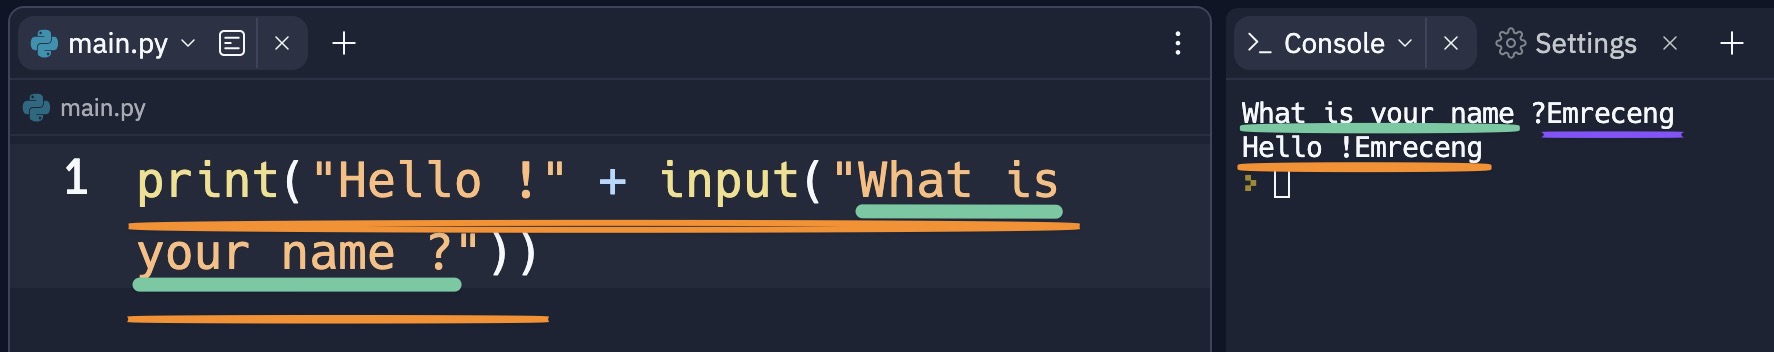 main.py
Console
Settings
main.py
1 print("Hello !" + input("What is
your name ?"))
What is your name ?Emreceng
Hello !Emreceng